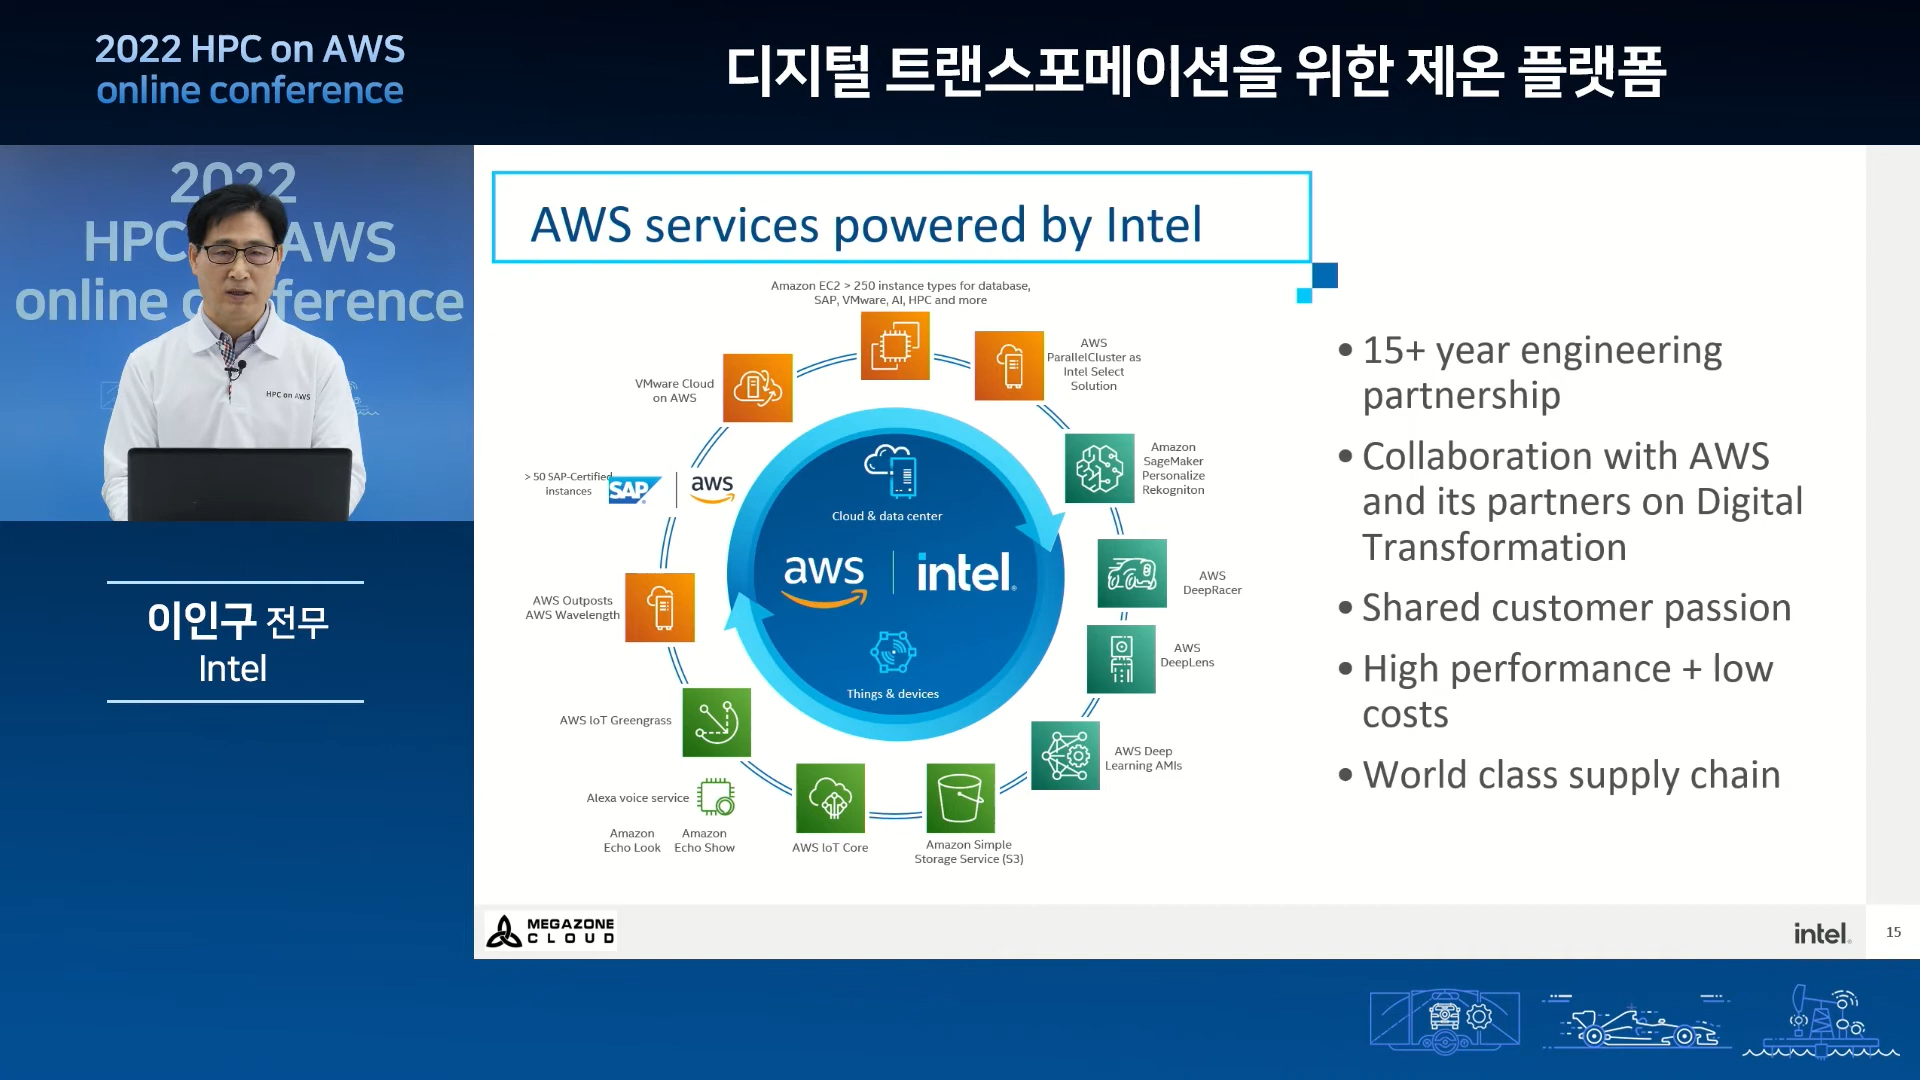 2022 HPC on AWS
online conference
디지털 트랜스포메이션을 위한 제온 플랫폼
2022
HPC AWS
online ference
HPC on AWS
이인구 전무
Intel
AWS services powered by Intel
Amazon EC2 > 250 instance types for database,
SAP, VMware, AI, HPC and more
AWS
ParallelCluster as
Intel Select
Solution
VMware Cloud
on AWS
Amazon
SageMaker
Personalize
Rekogniton
> 50 SAP-Certified
instances
SAP
aws
Cloud & data center
aws
intel.
AWS
DeepRacer
AWS Outposts
AWS Wavelength
AWS
DeepLens
Things & devices
AWS IoT Greengrass
AWS Deep
Learning AMIs
Alexa voice service
Amazon
Echo Look
Amazon
Echo Show
AWS IoT Core
Amazon Simple
Storage Service (S3)
• 15+ year engineering
partnership
• Collaboration with AWS
and its partners on Digital
Transformation
• Shared customer passion
• High performance + low
costs
• World class supply chain
MEGAZONE
CLOUD
intel.
15